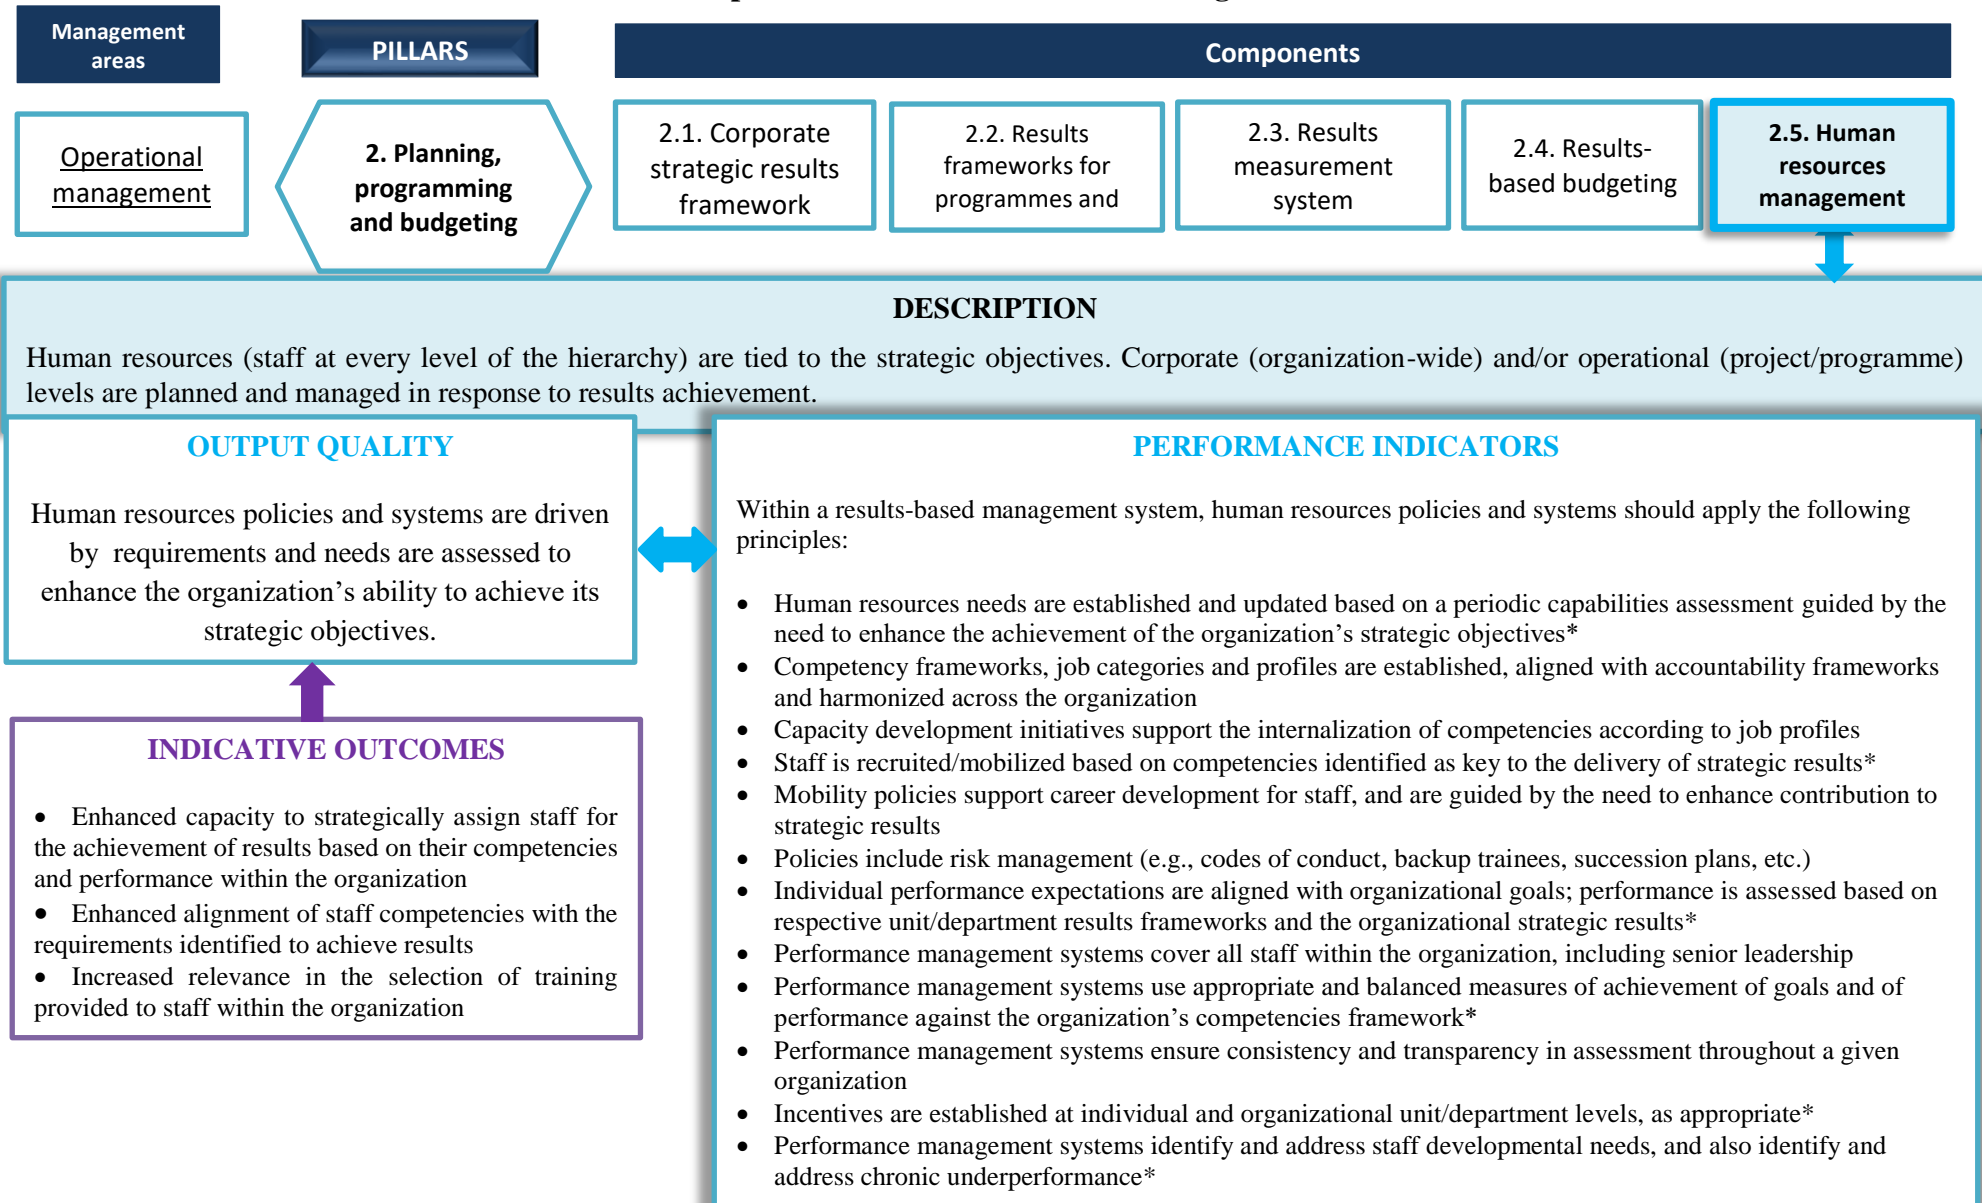 Management
areas
PILLARS
Components
Operational
management
2. Planning,
programming
and budgeting
2.1. Corporate
strategic results
framework
2.2. Results
frameworks for
programmes and
2.3. Results
measurement
system
2.4. Results-
based budgeting
2.5. Human
resources
management
DESCRIPTION
Human resources (staff at every level of the hierarchy) are tied to the strategic objectives. Corporate (organization-wide) and/or operational (project/programme)
levels are planned and managed in response to results achievement.
OUTPUT QUALITY
Human resources policies and systems are driven
by requirements and needs are assessed to
enhance the organization’s ability to achieve its
strategic objectives.
INDICATIVE OUTCOMES
• Enhanced capacity to strategically assign staff for
the achievement of results based on their competencies
and performance within the organization
• Enhanced alignment of staff competencies with the
requirements identified to achieve results
• Increased relevance in the selection of training
provided to staff within the organization
PERFORMANCE INDICATORS
Within a results-based management system, human resources policies and systems should apply the following
principles:
• Human resources needs are established and updated based on a periodic capabilities assessment guided by the
need to enhance the achievement of the organization’s strategic objectives*
• Competency frameworks, job categories and profiles are established, aligned with accountability frameworks
and harmonized across the organization
• Capacity development initiatives support the internalization of competencies according to job profiles
• Staff is recruited/mobilized based on competencies identified as key to the delivery of strategic results*
• Mobility policies support career development for staff, and are guided by the need to enhance contribution to
strategic results
• Policies include risk management (e.g., codes of conduct, backup trainees, succession plans, etc.)
• Individual performance expectations are aligned with organizational goals; performance is assessed based on
respective unit/department results frameworks and the organizational strategic results*
• Performance management systems cover all staff within the organization, including senior leadership
• Performance management systems use appropriate and balanced measures of achievement of goals and of
performance against the organization’s competencies framework*
• Performance management systems ensure consistency and transparency in assessment throughout a given
organization
• Incentives are established at individual and organizational unit/department levels, as appropriate*
• Performance management systems identify and address staff developmental needs, and also identify and
address chronic underperformance*